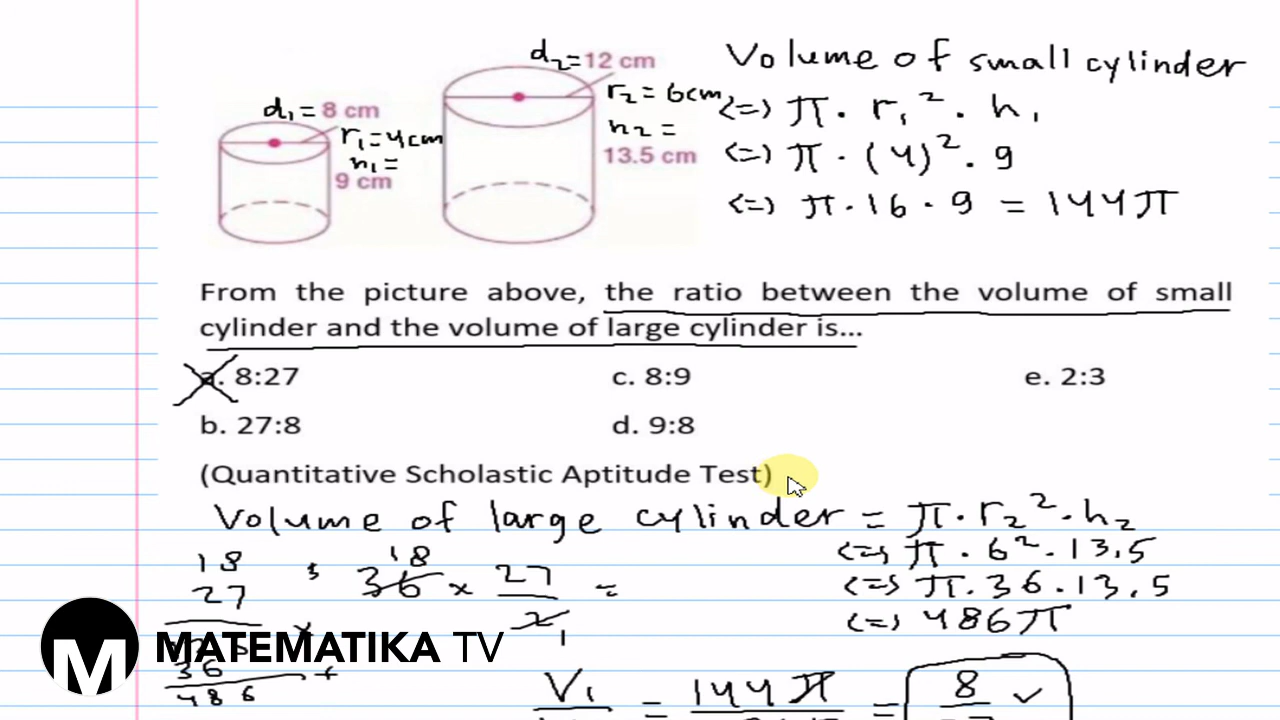 d₂=12 cm
Volume of small cylinder
d₁=8 cm
r₂=6cm
<=> π·r₁²·h₁
r₁=4cm
h₂=
h₁=
13.5 cm
<=> π·(4)²·9
9 cm
<=> π·16·9=144π
From the picture above, the ratio between the volume of small
cylinder and the volume of large cylinder is...
a. 8:27 c. 8:9 e. 2:3
b. 27:8 d. 9:8
(Quantitative Scholastic Aptitude Test)
Volume of large cylinder = π·r₂²·h₂
18 18 <=> π·6²·13,5
27 ; 36 × 27 = <=> π.36.13,5
2 1 <=> 486π
×
MATEMATIKA TV
M
36 +
486
V₁ = 144π = 8 ✓